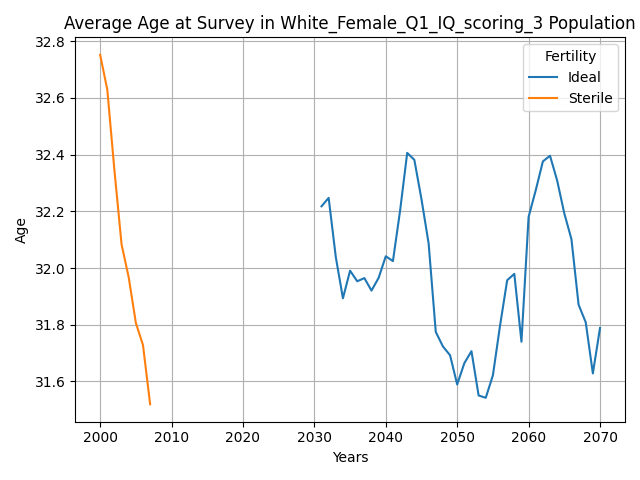 Average Age at Survey in White_Female_Q1_IQ_scoring_3 Population
Fertility
Ideal
Sterile
Age
32.8
32.6
32.4
32.2
32.0
31.8
31.6
2000 2010 2020 2030 2040 2050 2060 2070
Years